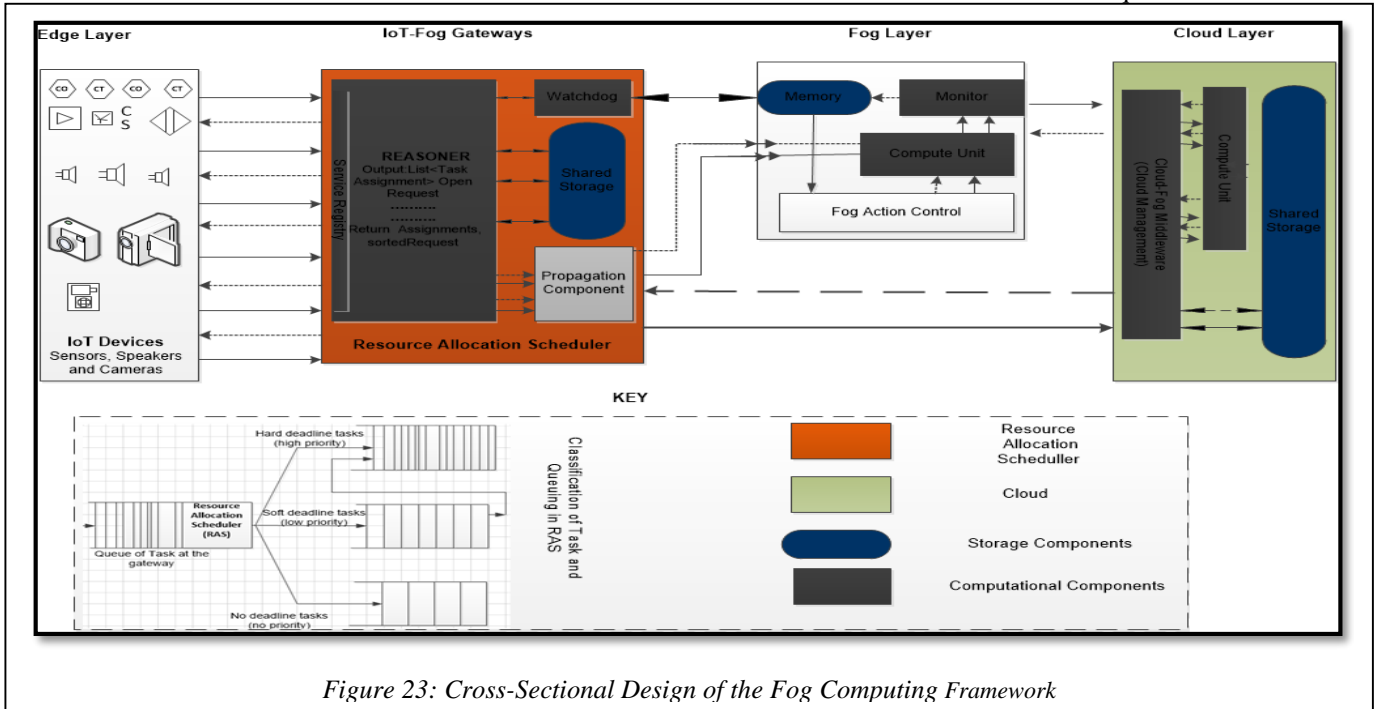 Edge Layer
IoT-Fog Gateways
Fog Layer
Cloud Layer
CO
CT
CO
CT
C
S
IoT Devices
Sensors, Speakers
and Cameras
Service Registry
REASONER
Output:List<Task
Assignment> Open
Request
----------
----------
Return Assignments,
sortedRequest
Watchdog
Shared
Storage
Propagation
Component
Resource Allocation Scheduler
Memory
Monitor
Compute Unit
Fog Action Control
Cloud-Fog Middleware
(Cloud Management)
Compute Unit
Shared
Storage
KEY
Hard deadline tasks
(high priority)
Resource
Allocation
Scheduler
(RAS)
Soft deadline tasks
(low priority)
Queue of Task at the
gateway
No deadline tasks
(no priority)
Classification of Task and
Queuing in RAS
Resource
Allocation
Scheduller
Cloud
Storage Components
Computational Components
Figure 23: Cross-Sectional Design of the Fog Computing Framework